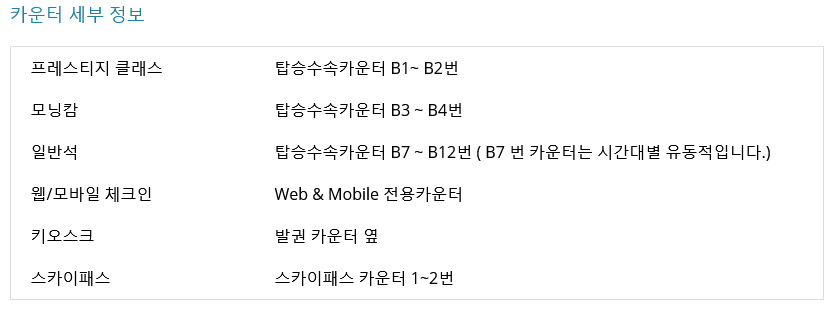 카운터 세부 정보
프레스티지 클래스 탑승수속카운터 B1~ B2번
모닝캄 탑승수속카운터 B3 ~ B4번
일반석 탑승수속카운터 B7 ~ B12번 ( B7 번 카운터는 시간대별 유동적입니다.)
웹/모바일 체크인 Web & Mobile 전용카운터
키오스크 발권 카운터 옆
스카이패스 스카이패스 카운터 1~2번